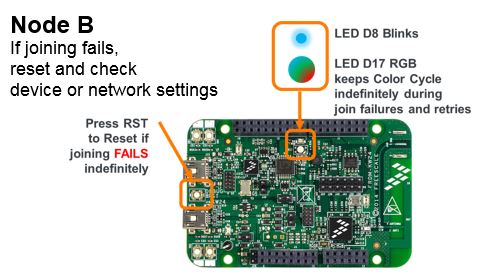 Node B
If joining fails,
reset and check
device or network settings
LED D8 Blinks
LED D17 RGB
keeps Color Cycle
indefinitely during
join failures and retries
Press RST
to Reset if
joining FAILS
indefinitely